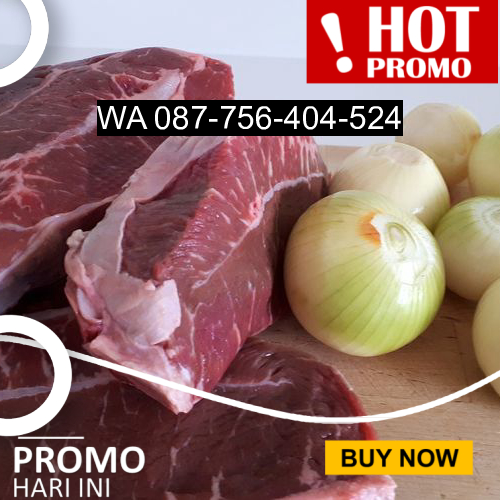 ! HOT
PROMO
WA 087-756-404-524
PROMO
HARI INI
BUY NOW